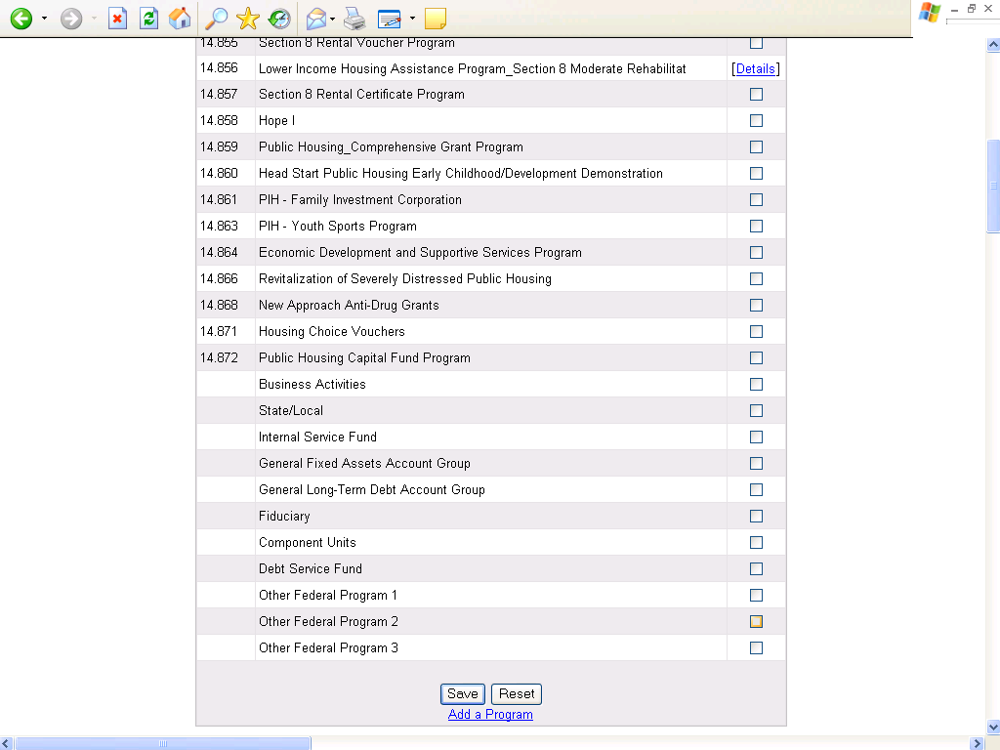 14.855 Section 8 Rental Voucher Program
14.856 Lower Income Housing Assistance Program_Section 8 Moderate Rehabilitat [Details]
14.857 Section 8 Rental Certificate Program
14.858 Hope I
14.859 Public Housing_Comprehensive Grant Program
14.860 Head Start Public Housing Early Childhood/Development Demonstration
14.861 PIH - Family Investment Corporation
14.863 PIH - Youth Sports Program
14.864 Economic Development and Supportive Services Program
14.866 Revitalization of Severely Distressed Public Housing
14.868 New Approach Anti-Drug Grants
14.871 Housing Choice Vouchers
14.872 Public Housing Capital Fund Program
Business Activities
State/Local
Internal Service Fund
General Fixed Assets Account Group
General Long-Term Debt Account Group
Fiduciary
Component Units
Debt Service Fund
Other Federal Program 1
Other Federal Program 2
Other Federal Program 3
Save Reset
Add a Program